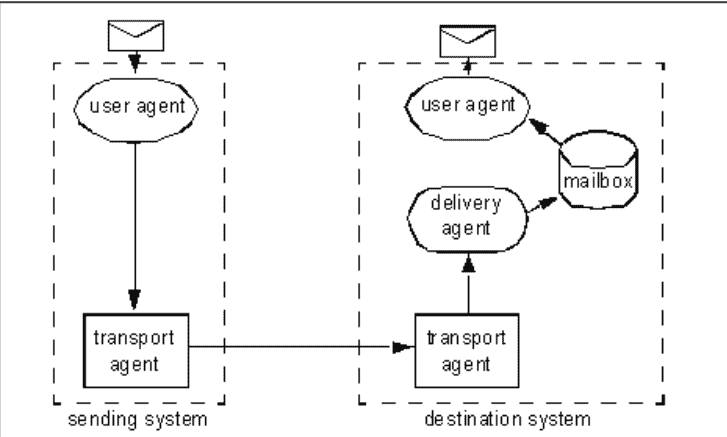 user agent
user agent
mailbox
delivery
agent
transport
agent
transport
agent
sending system
destination system